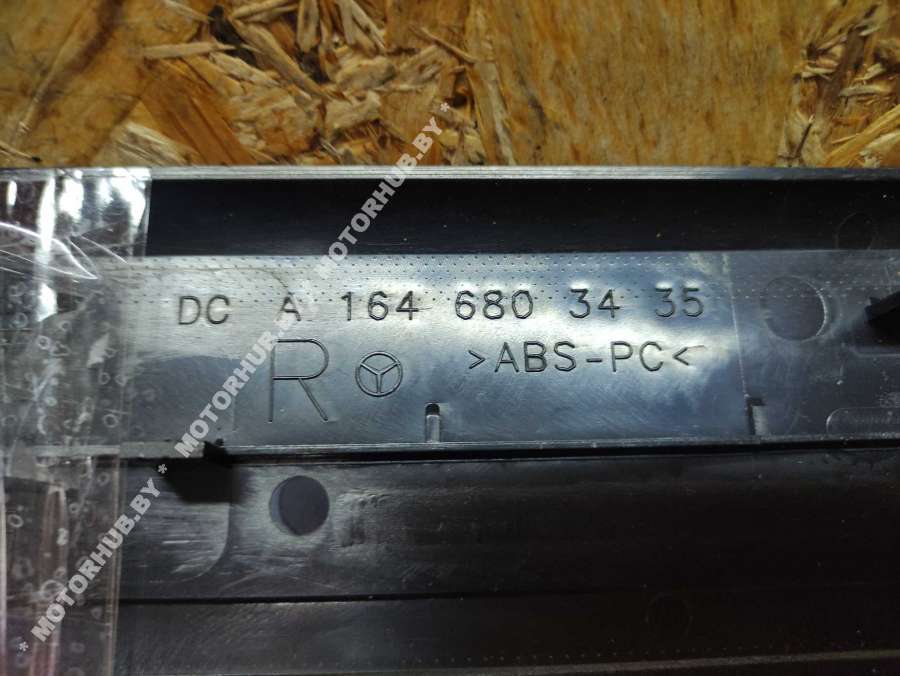 DC A 164 680 34 35
R >ABS-PC<
MOTORHUB.BY * MOTORHUB.BY * MOTORHUB.BY *